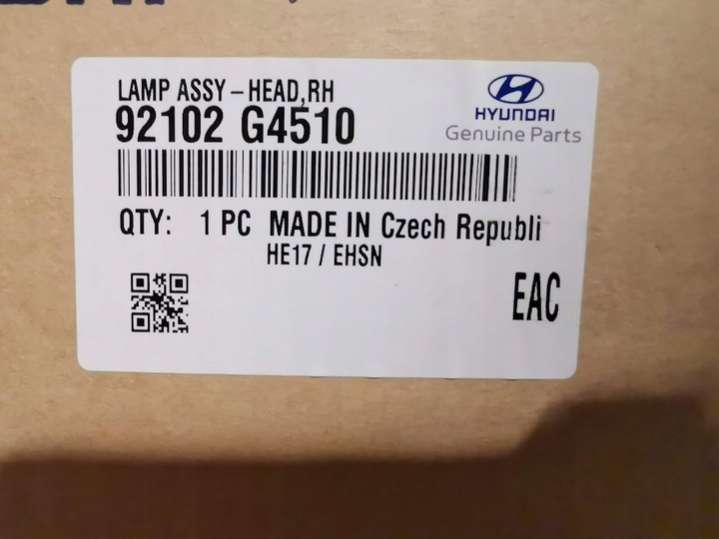 LAMP ASSY - HEAD,RH
92102 G4510
HYUNDAI
Genuine Parts
QTY: 1 PC MADE IN Czech Republi
HE17 / EHSN
EAC